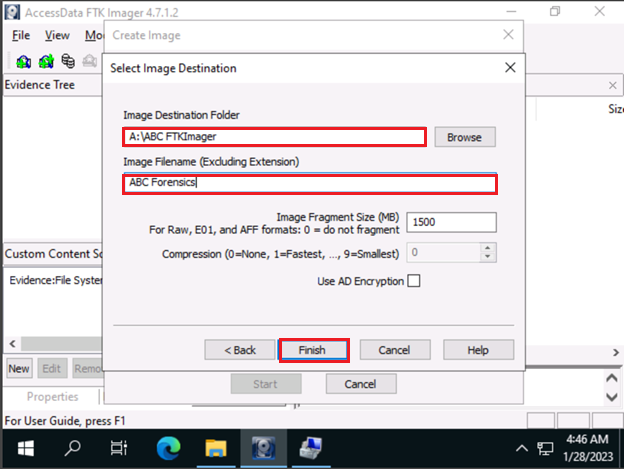 AccessData FTK Imager 4.7.1.2
File View Mo
Create Image
Evidence Tree
Size
Select Image Destination
Image Destination Folder
A:\ABC FTKImager
Browse
Image Filename (Excluding Extension)
ABC Forensics
Image Fragment Size (MB)
For Raw, E01, and AFF formats: 0 = do not fragment
1500
Compression (0=None, 1=Fastest, ..., 9=Smallest)
0
Use AD Encryption
< Back Finish Cancel Help
Custom Content So
Evidence:File System
New Edit Remo
Start Cancel
Properties
For User Guide, press F1
4:46 AM
1/28/2023